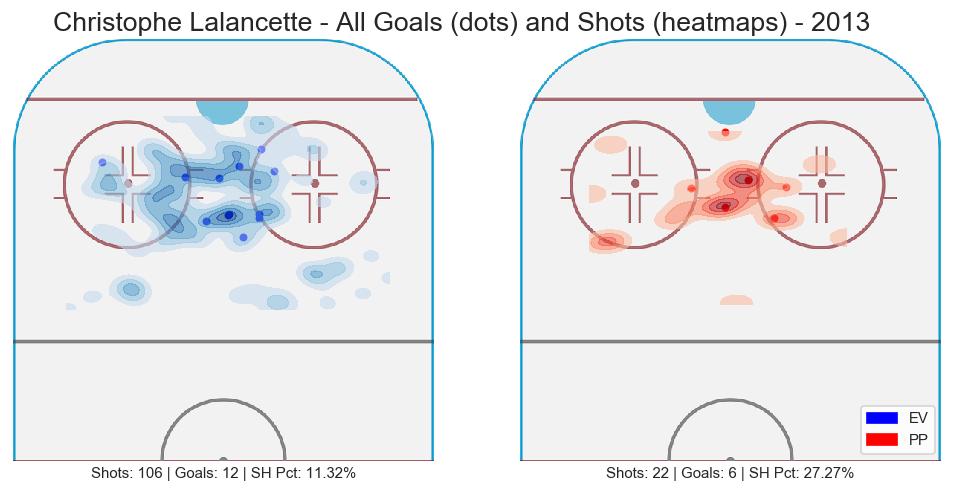 Christophe Lalancette - All Goals (dots) and Shots (heatmaps) - 2013
EV
PP
Shots: 106 | Goals: 12 | SH Pct: 11.32%
Shots: 22 | Goals: 6 | SH Pct: 27.27%